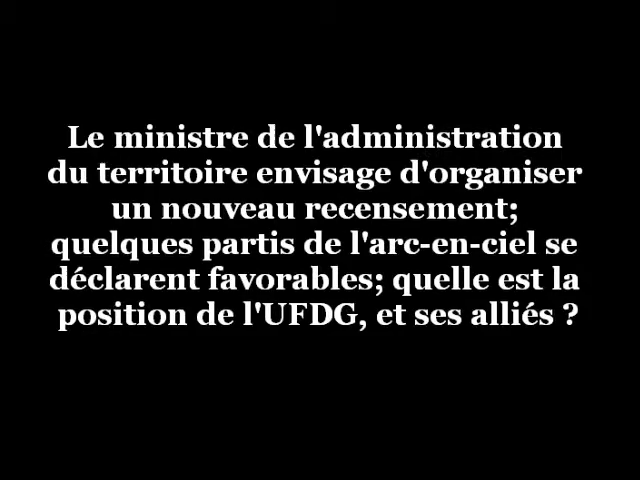 Le ministre de l'administration
du territoire envisage d'organiser
un nouveau recensement;
quelques partis de l'arc-en-ciel se
déclarent favorables; quelle est la
position de l'UFDG, et ses alliés ?